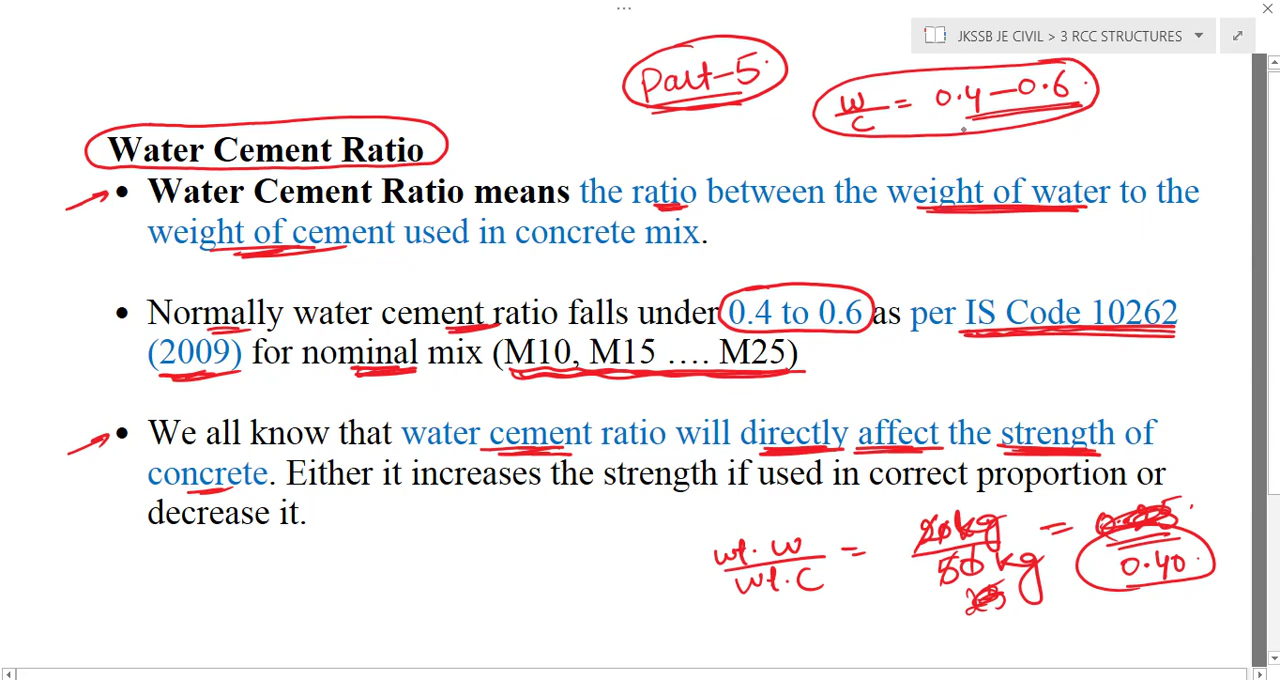 JKSSB JE CIVIL > 3 RCC STRUCTURES
Part-5
W/C = 0.4-0.6
Water Cement Ratio
• Water Cement Ratio means the ratio between the weight of water to the
weight of cement used in concrete mix.
• Normally water cement ratio falls under 0.4 to 0.6 as per IS Code 10262
(2009) for nominal mix (M10, M15 .... M25)
• We all know that water cement ratio will directly affect the strength of
concrete. Either it increases the strength if used in correct proportion or
decrease it.
wt. W / wt. C = 20kg / 50 kg =
0.40